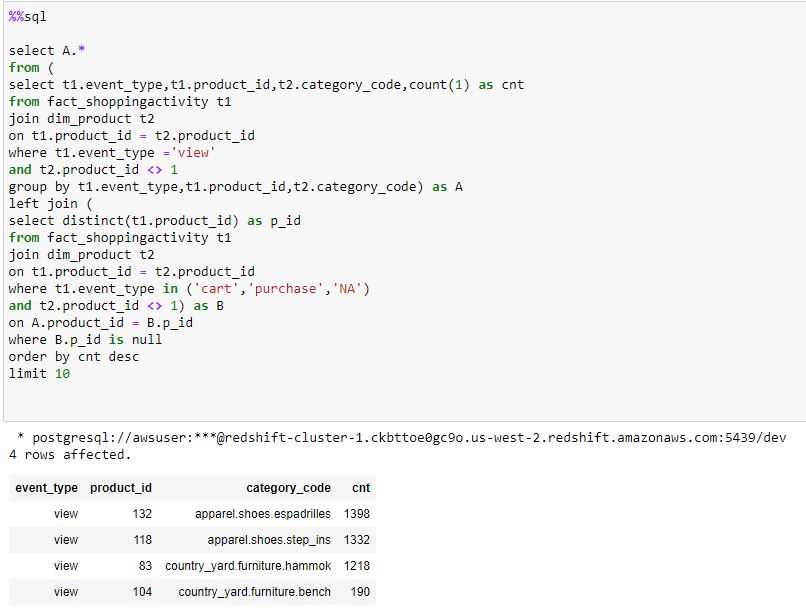 %%sql
select A.*
from (
select t1.event_type,t1.product_id,t2.category_code,count(1) as cnt
from fact_shoppingactivity t1
join dim_product t2
on t1.product_id = t2.product_id
where t1.event_type ='view'
and t2.product_id <> 1
group by t1.event_type,t1.product_id,t2.category_code) as A
left join (
select distinct(t1.product_id) as p_id
from fact_shoppingactivity t1
join dim_product t2
on t1.product_id = t2.product_id
where t1.event_type in ('cart','purchase','NA')
and t2.product_id <> 1) as B
on A.product_id = B.p_id
where B.p_id is null
order by cnt desc
limit 10
* postgresql://awsuser:***@redshift-cluster-1.ckbttoe0gc9o.us-west-2.redshift.amazonaws.com:5439/dev
4 rows affected.
event_type product_id category_code cnt
view 132 apparel.shoes.espadrilles 1398
view 118 apparel.shoes.step_ins 1332
view 83 country_yard.furniture.hammok 1218
view 104 country_yard.furniture.bench 190